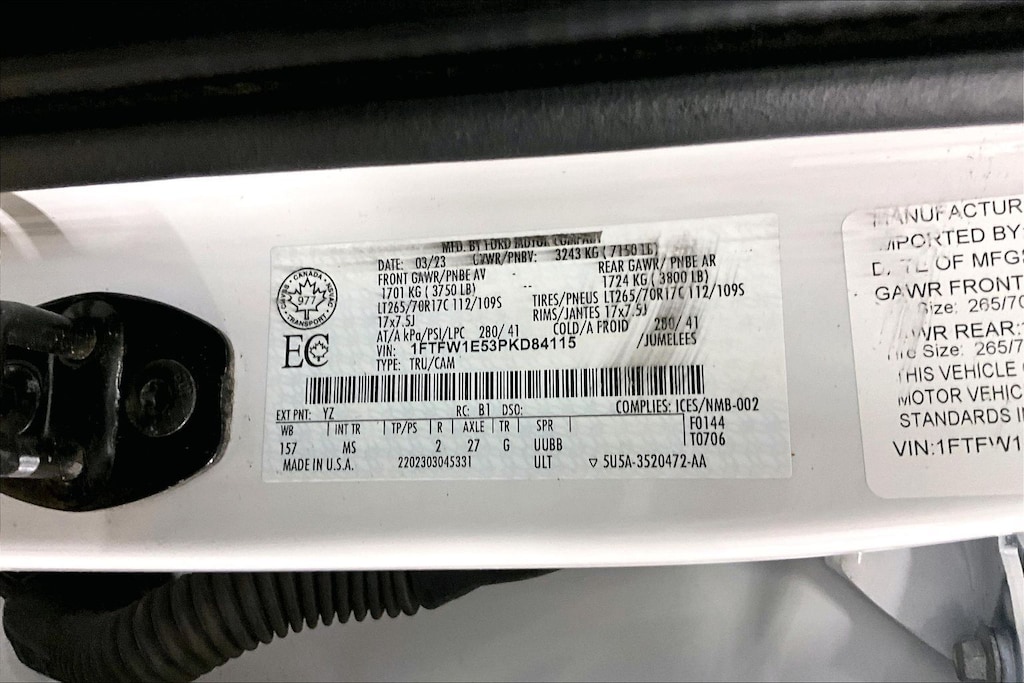 MFD. BY FORD MOTOR COMPANY
DATE: 03/23 GVWR/PNBV: 3243 KG ( 7150 LB)
FRONT GAWR/PNBE AV REAR GAWR/ PNBE AR
1701 KG ( 3750 LB) -- 1724 KG ( 3800 LB)
LT265/70R17C 112/109S TIRES/PNEUS LT265/70R17C 112/109S
17x7.5J RIMS/JANTES 17x7.5J
AT/A kPa/PSI/LPC 280/ 41 COLD/A FROID 280/ 41
VIN: 1FTFW1E53PKD84115 /JUMELEES
TYPE: TRU/CAM
CANADA
977
TRANSPORT
EC
EXT PNT: YZ RC: B1 DSO: COMPLIES: ICES/NMB-002
WB INT TR TP/PS R AXLE TR SPR F0144
157 MS 2 27 G UUBB T0706
MADE IN U.S.A. 2202303045331 ULT ▽ 5U5A-3520472-AA
MANUFACTUR
IMPORTED BY:
OF MFG
GAWR FRONT
Size: 265/70
REAR:
Size: 265/7
THIS VEHICLE
MOTOR VEHIC
STANDARDS I
VIN:1FTFW1